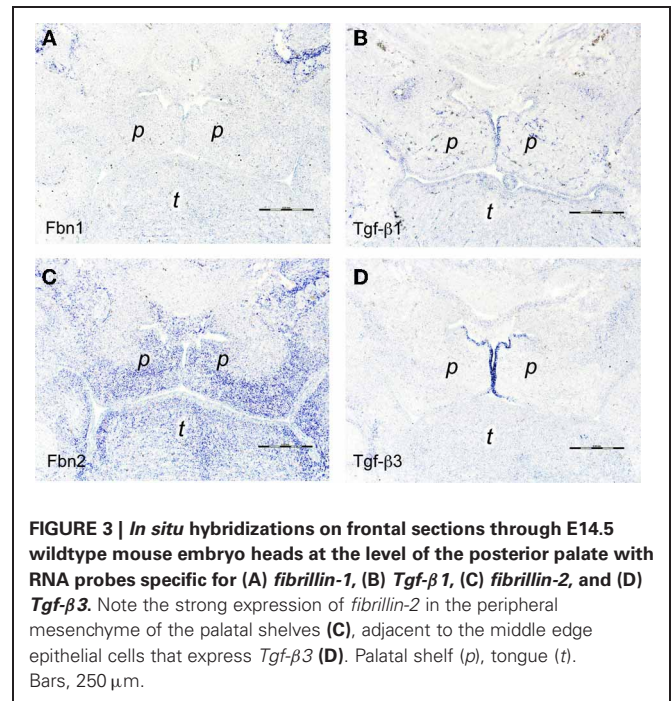 A
p
p
t
Fbn1
B
p
p
t
Tgf-β1
C
p
p
t
Fbn2
D
p
p
t
Tgf-β3
FIGURE 3 | In situ hybridizations on frontal sections through E14.5
wildtype mouse embryo heads at the level of the posterior palate with
RNA probes specific for (A) fibrillin-1, (B) Tgf-β1, (C) fibrillin-2, and (D)
Tgf-β3. Note the strong expression of fibrillin-2 in the peripheral
mesenchyme of the palatal shelves (C), adjacent to the middle edge
epithelial cells that express Tgf-β3 (D). Palatal shelf (p), tongue (t).
Bars, 250 μm.